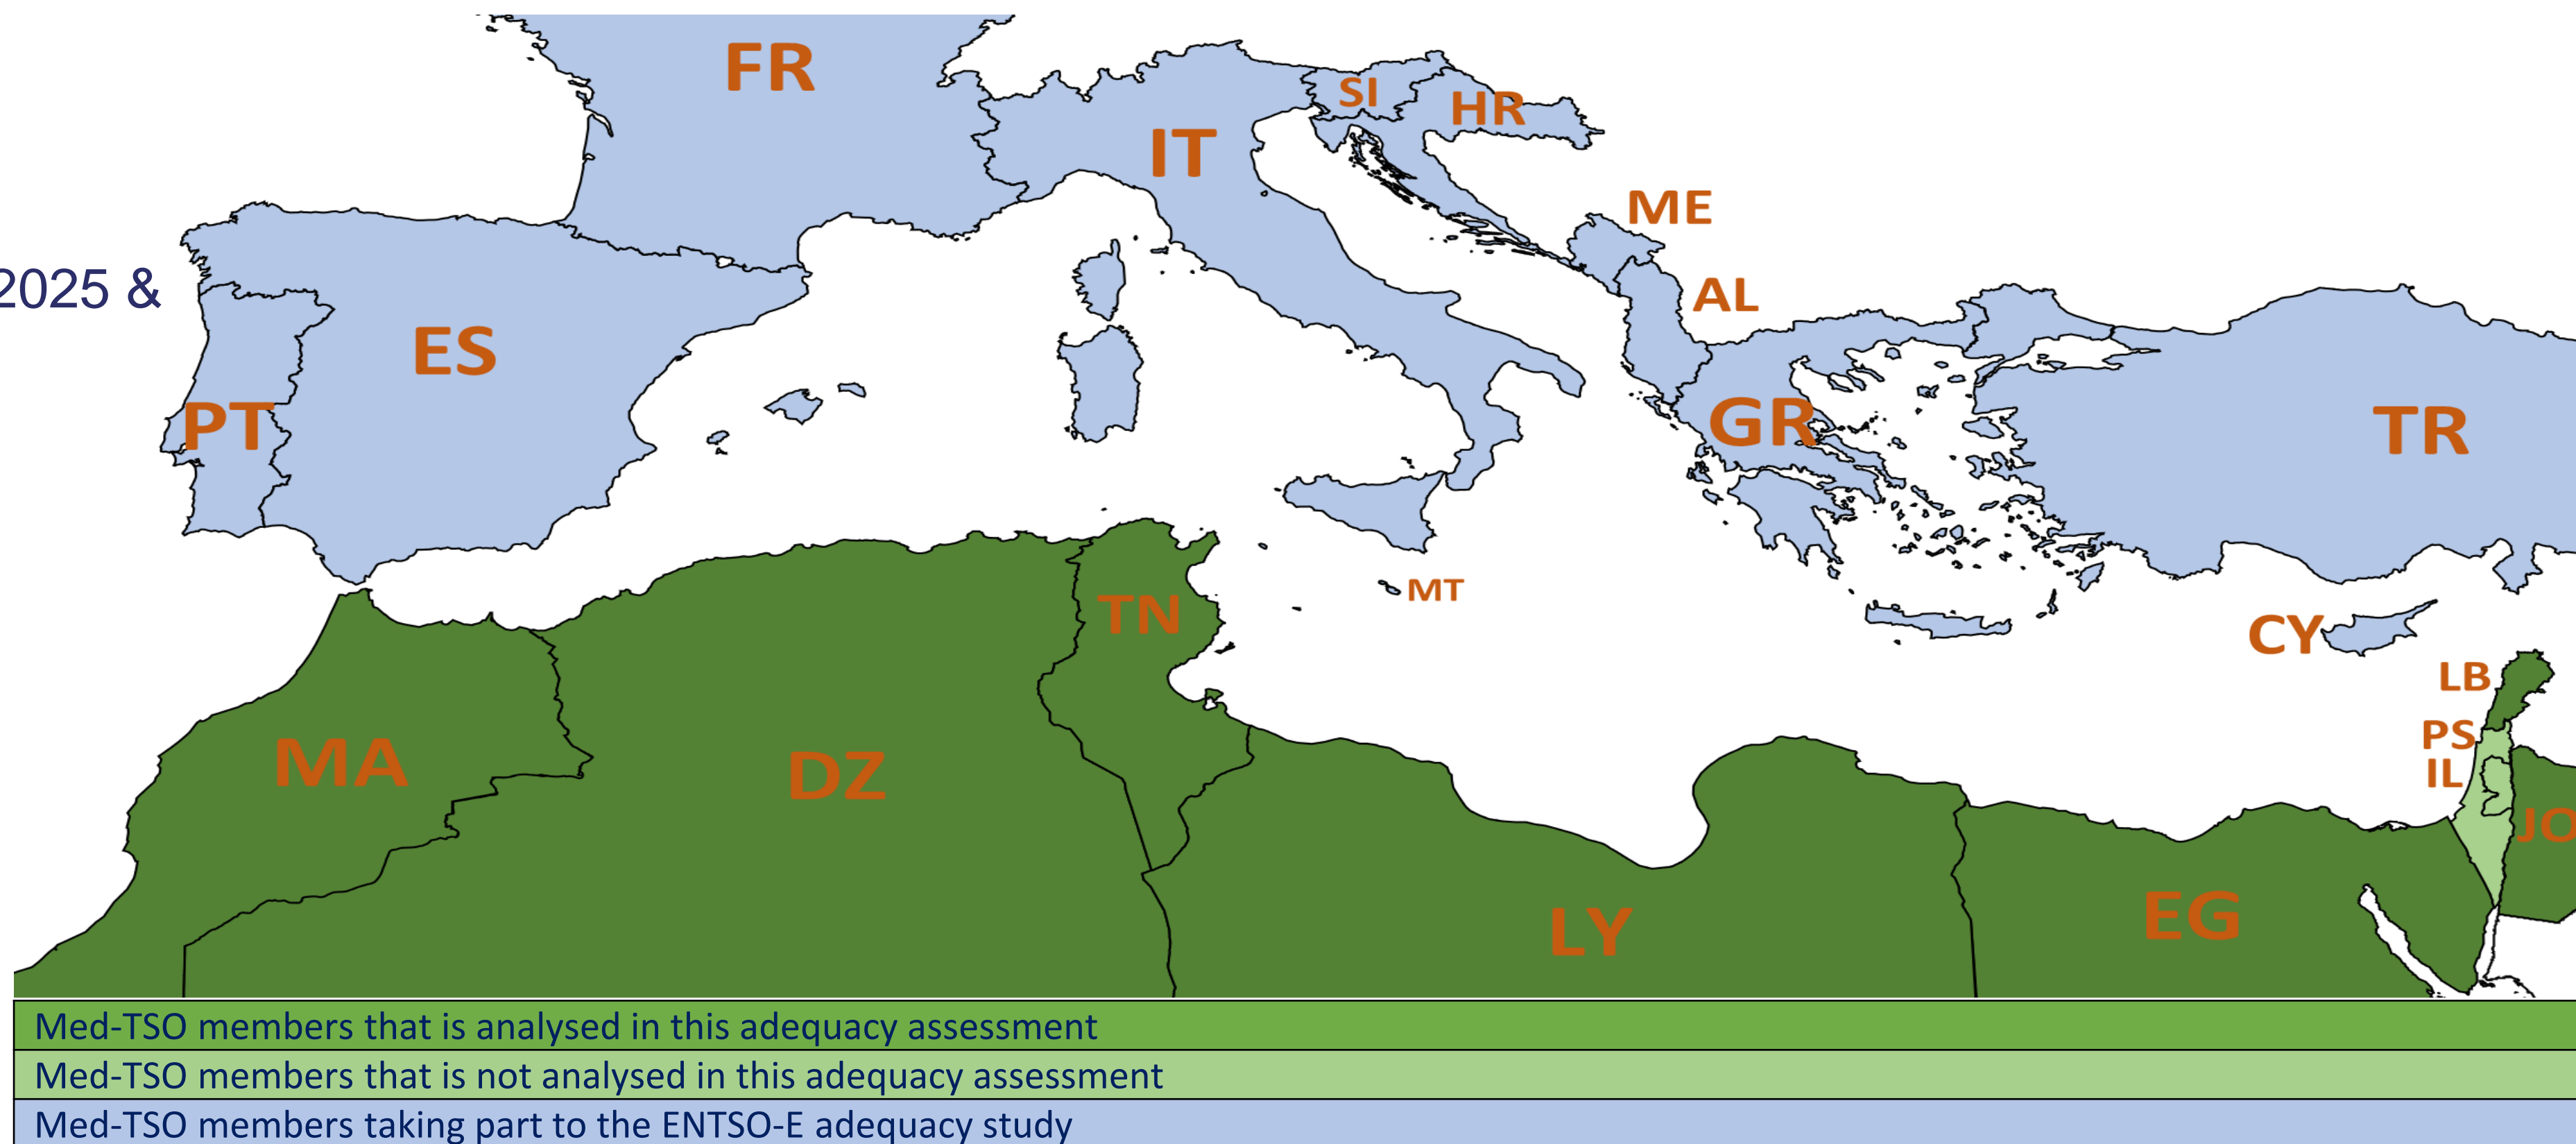 FR
SI
HR
IT
ME
2025 &
AL
ES
PT
GR
TR
MT
TN
CY
LB
PS
MA
DZ
IL
JO
LY
EG
Med-TSO members that is analysed in this adequacy assessment
Med-TSO members that is not analysed in this adequacy assessment
Med-TSO members taking part to the ENTSO-E adequacy study